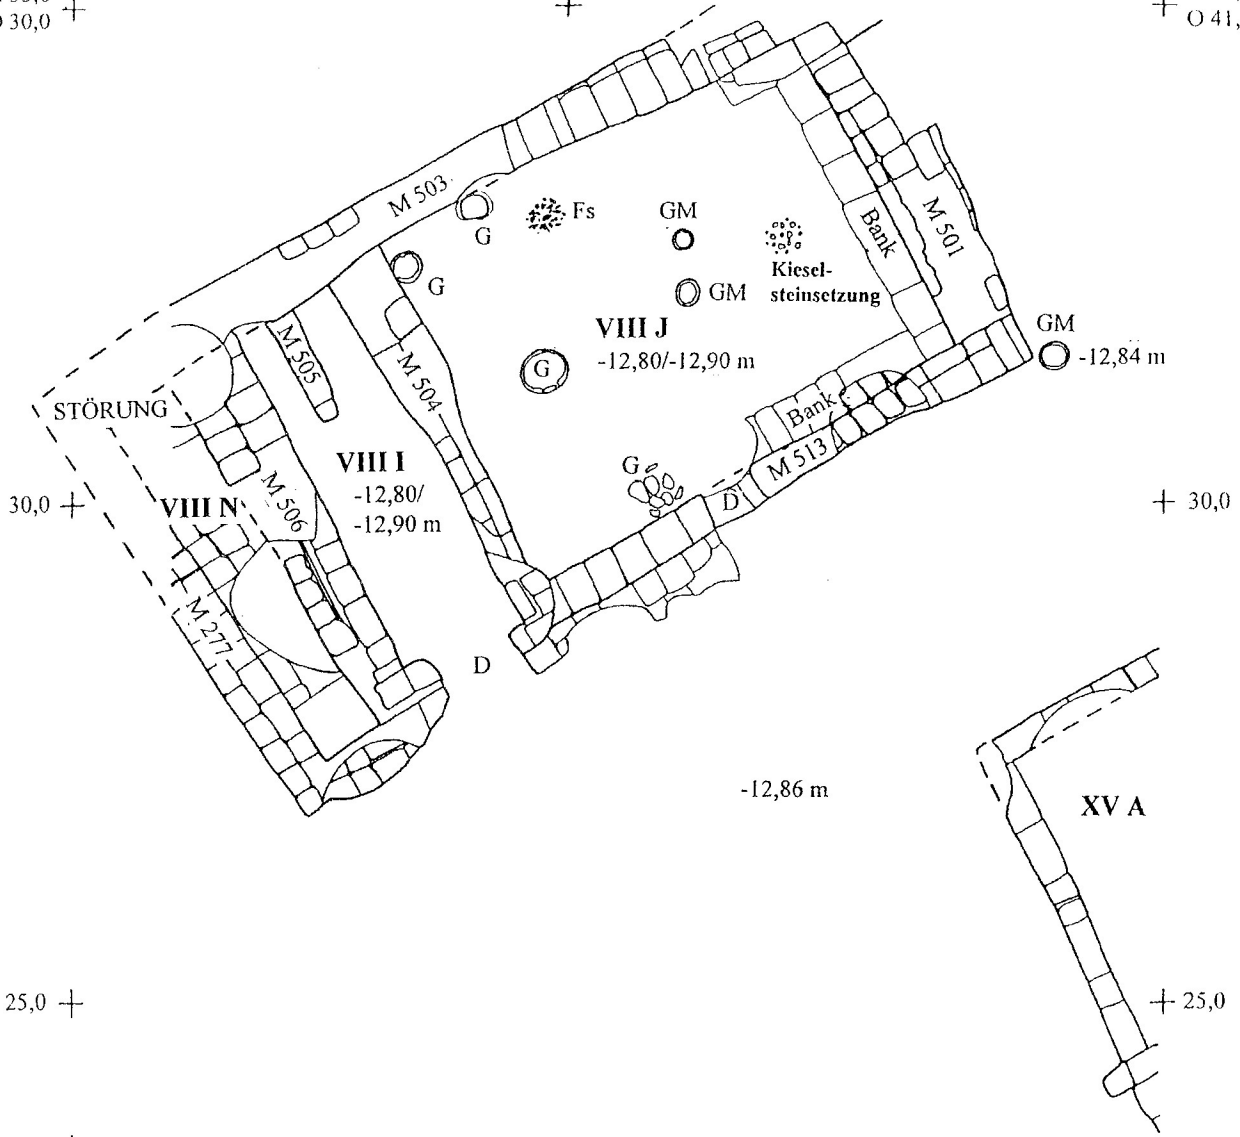 O 30,0
O 41,
M 503
Fs
GM
G
Kiesel-
steinsetzung
Bank
M 501
G
GM
VIII J
-12,80/-12,90 m
GM
-12,84 m
M 505
M 504
G
STÖRUNG
Bank
M 513
VIII I
-12,80/
-12,90 m
G
D
30,0
VIII N
M 506
30,0
M 277
D
-12,86 m
XV A
25,0
25,0